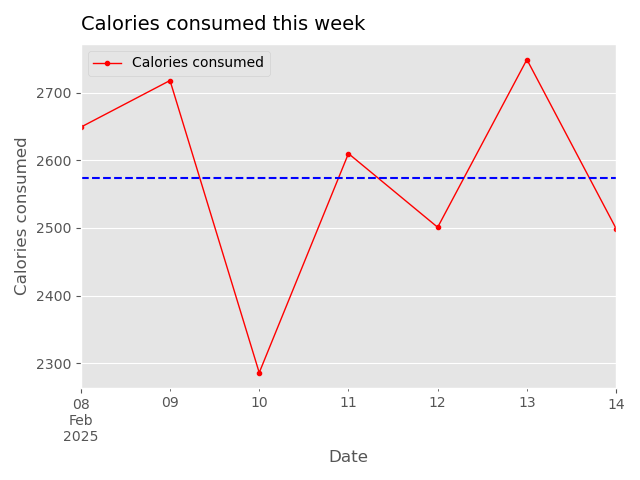 Calories consumed this week
Calories consumed
2700
2600
2500
2400
2300
Calories consumed
08
Feb
2025
09
10
11
12
13
14
Date